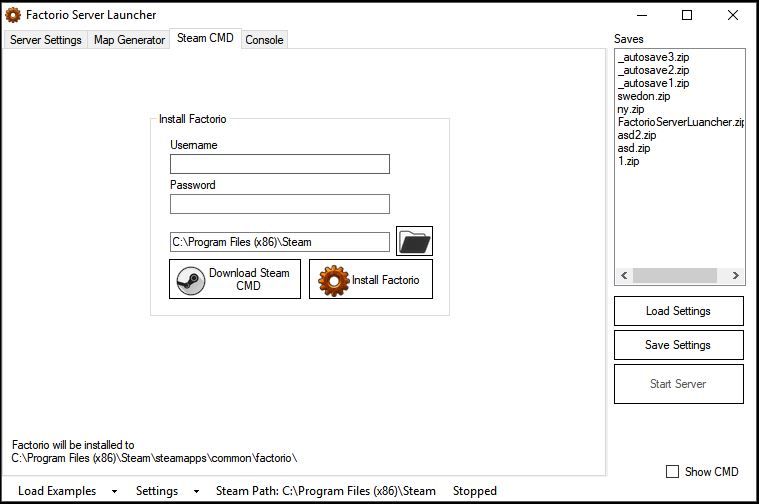 Factorio Server Launcher
Server Settings Map Generator Steam CMD Console
Install Factorio
Username
Password
C:\Program Files (x86)\Steam
Download Steam
CMD
Install Factorio
Factorio will be installed to
C:\Program Files (x86)\Steam\steamapps\common\factorio\
Saves
_autosave3.zip
_autosave2.zip
_autosave1.zip
swedon.zip
ny.zip
FactorioServerLuancher.zip
asd2.zip
asd.zip
1.zip
Load Settings
Save Settings
Start Server
Show CMD
Load Examples Settings Steam Path: C:\Program Files (x86)\Steam Stopped